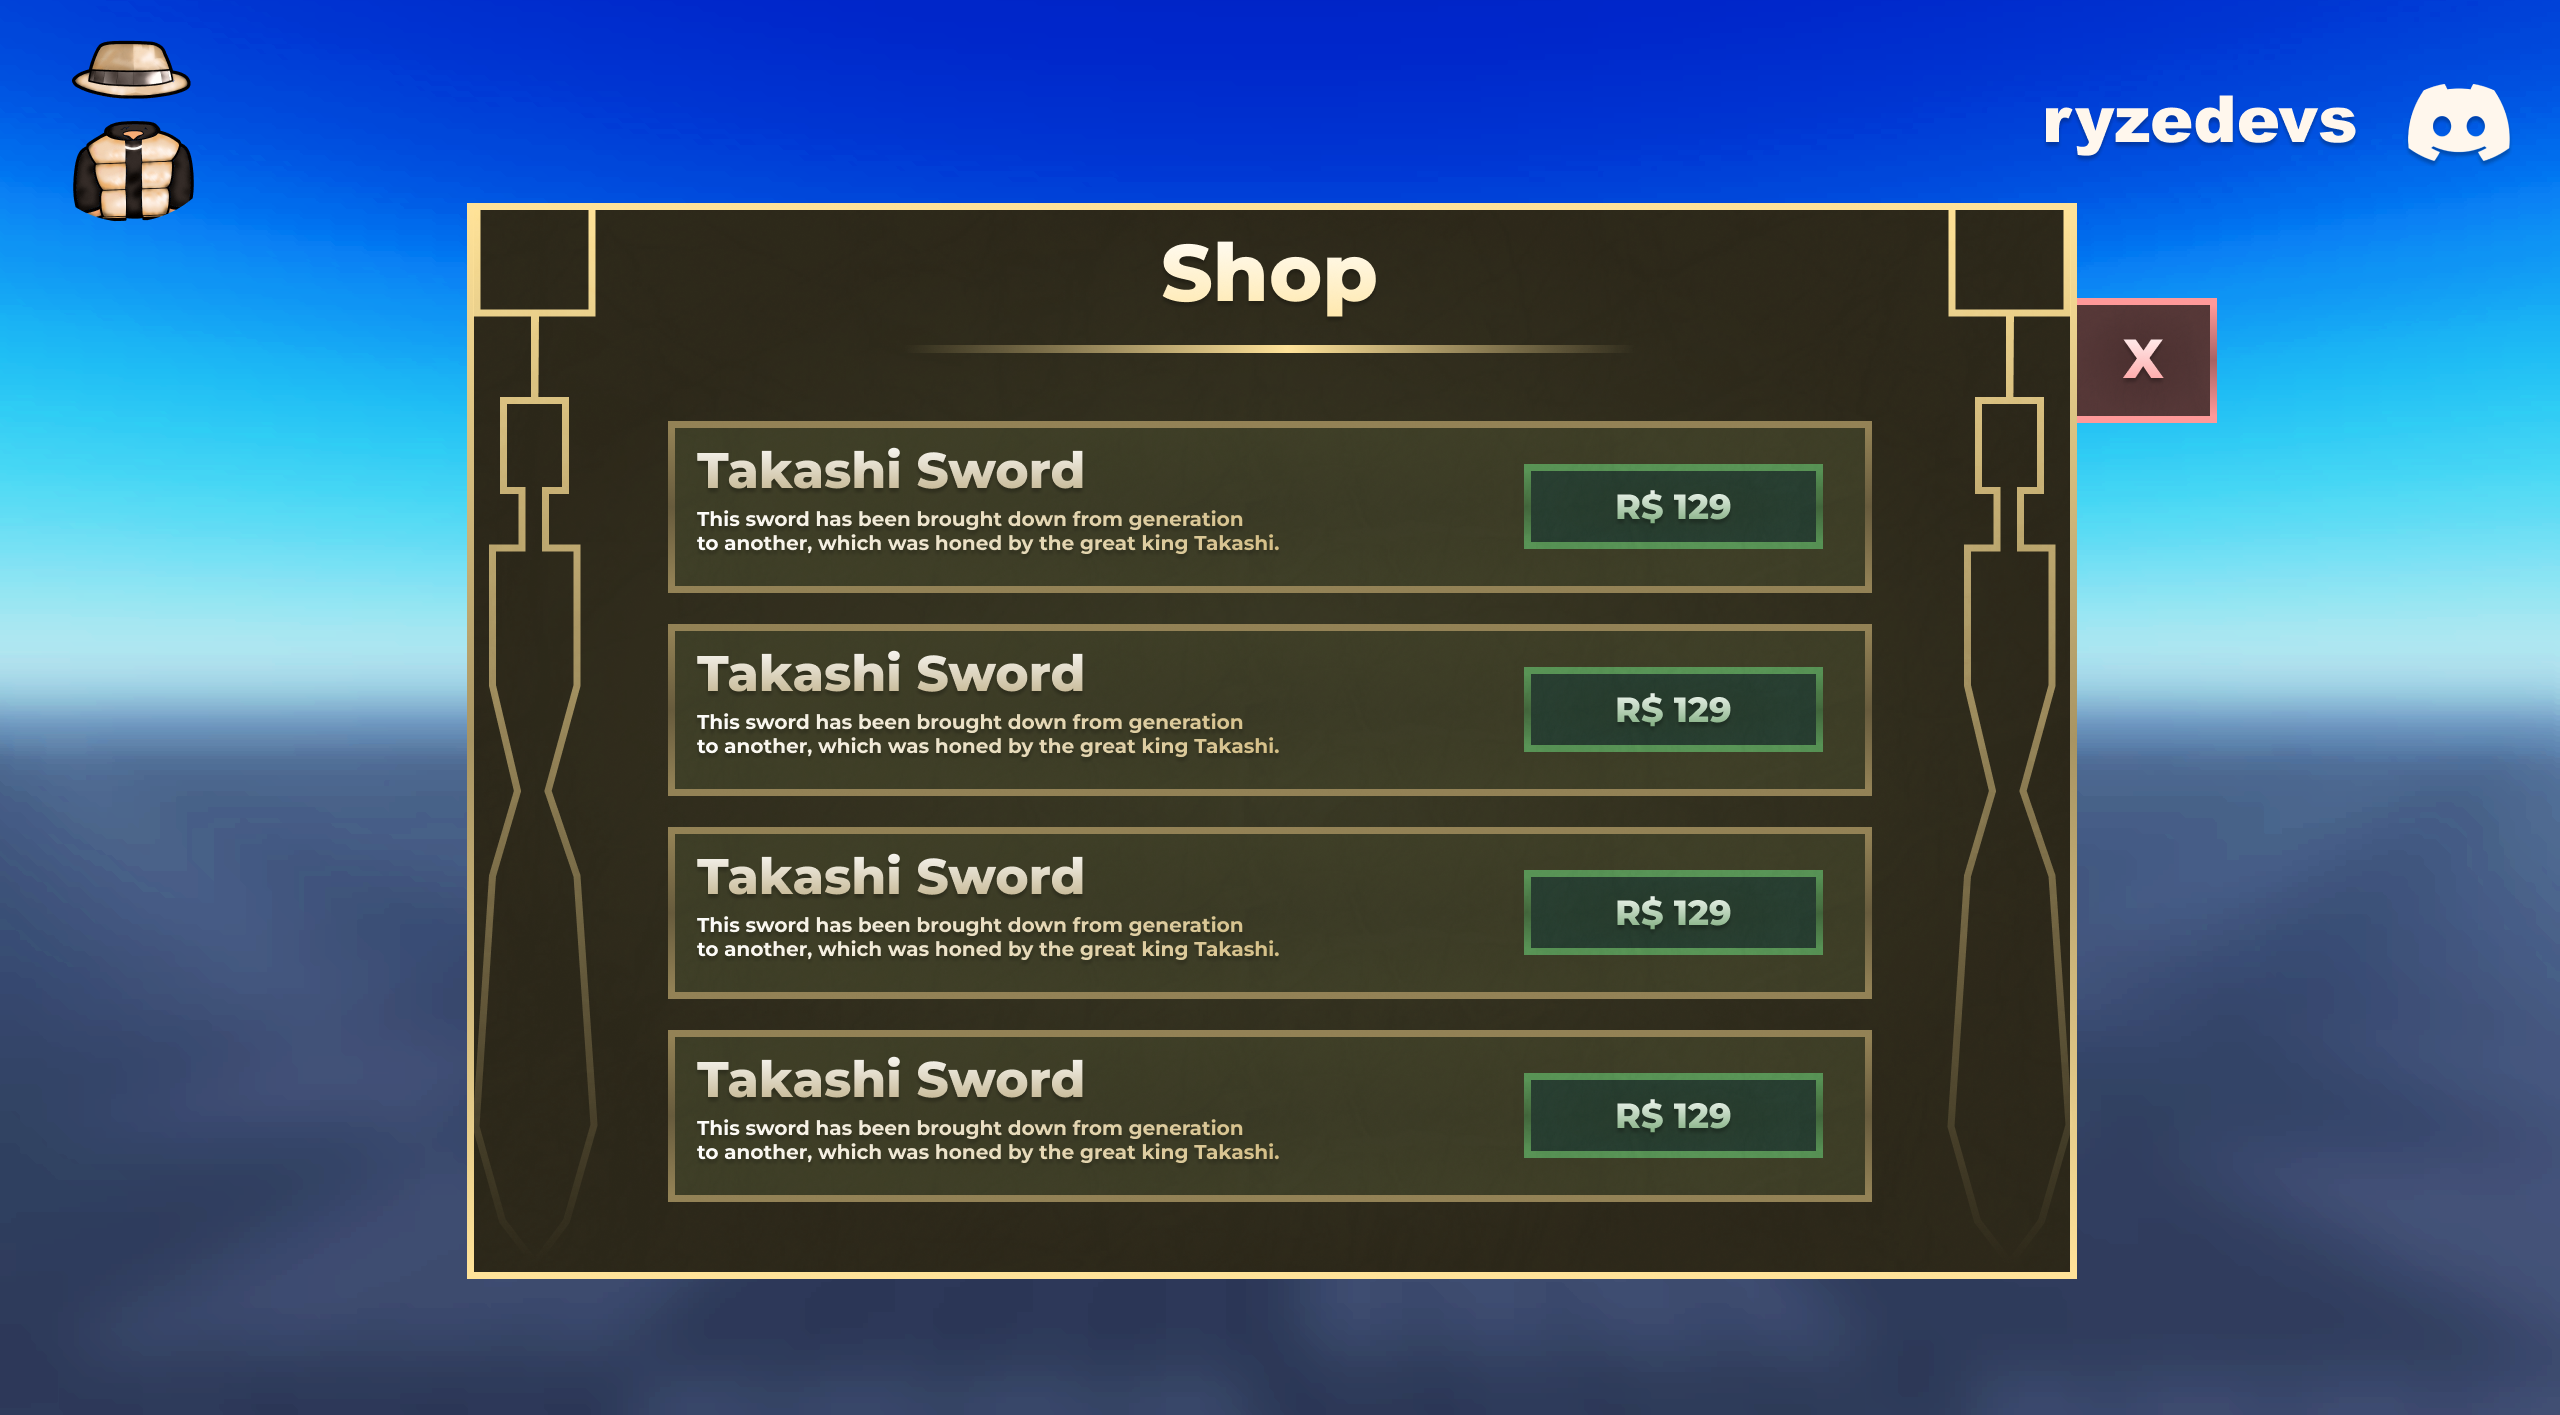 ryzedevs
Shop
X
Takashi Sword
This sword has been brought down from generation
to another, which was honed by the great king Takashi.
R$ 129
Takashi Sword
This sword has been brought down from generation
to another, which was honed by the great king Takashi.
R$ 129
Takashi Sword
This sword has been brought down from generation
to another, which was honed by the great king Takashi.
R$ 129
Takashi Sword
This sword has been brought down from generation
to another, which was honed by the great king Takashi.
R$ 129